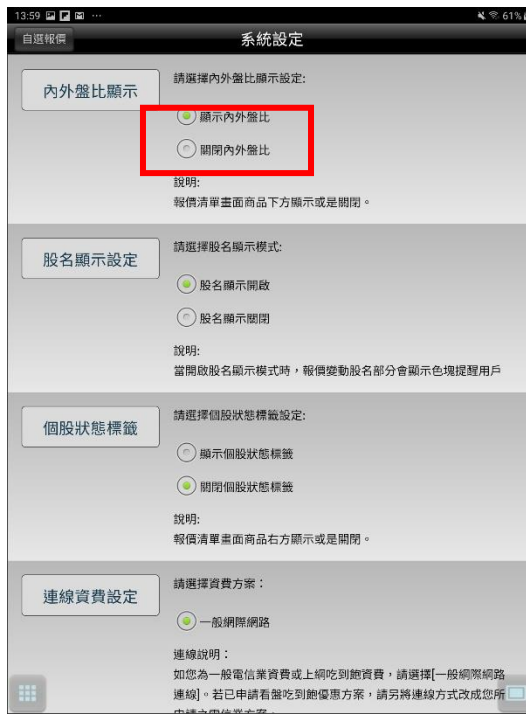 13:59
61%
自選報價
系統設定
內外盤比顯示
請選擇內外盤比顯示設定:
顯示內外盤比
關閉內外盤比
說明:
報價清單畫面商品下方顯示或是關閉。
股名顯示設定
請選擇股名顯示模式:
股名顯示開啟
股名顯示關閉
說明:
當開啟股名顯示模式時，報價變動股名部分會顯示色塊提醒用戶
個股狀態標籤
請選擇個股狀態標籤設定:
顯示個股狀態標籤
關閉個股狀態標籤
說明:
報價清單畫面商品右方顯示或是關閉。
連線資費設定
請選擇資費方案：
一般網際網路
連線說明：
如您為一般電信業資費或上網吃到飽資費，請選擇[一般網際網路
連線]。若已申請看盤吃到飽優惠方案，請另將連線方式改成您所
申請之電信業方案。